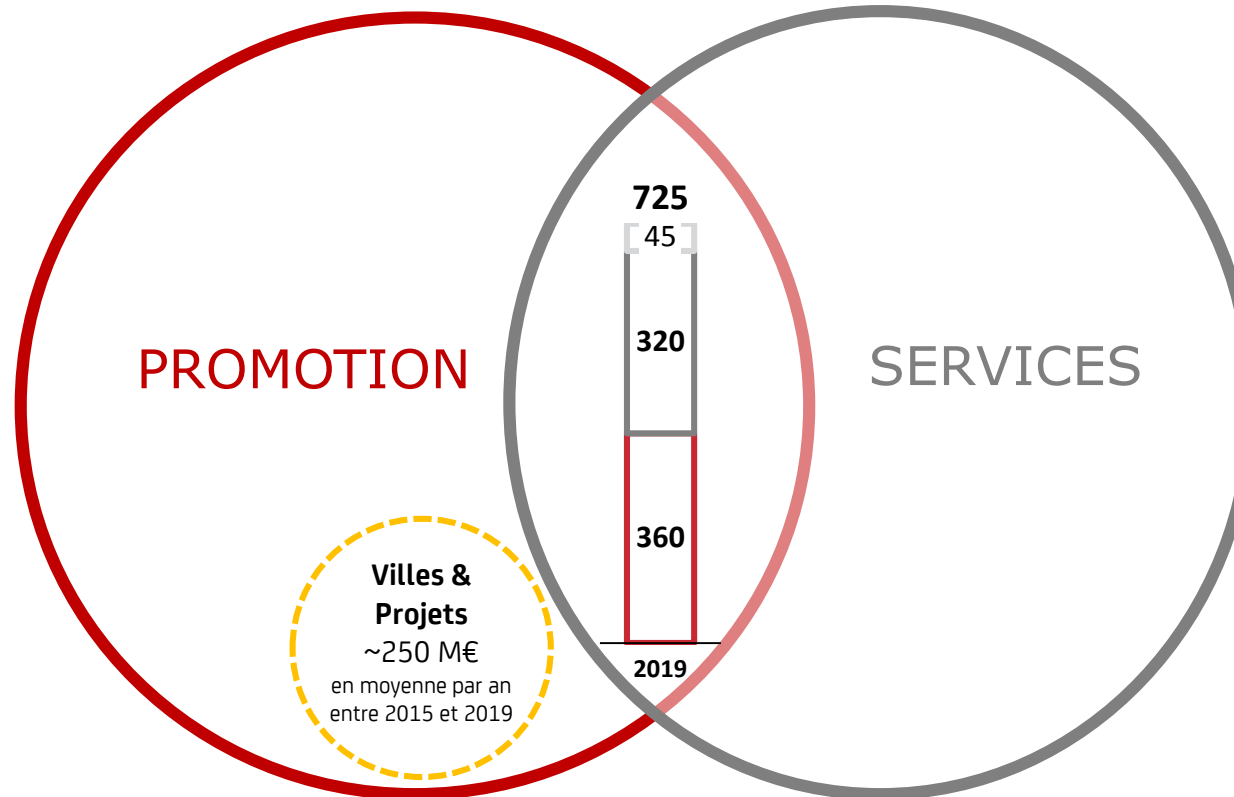 PROMOTION
SERVICES
725
45
320
360
2019
Villes &
Projets
~250 M€
en moyenne par an
entre 2015 et 2019